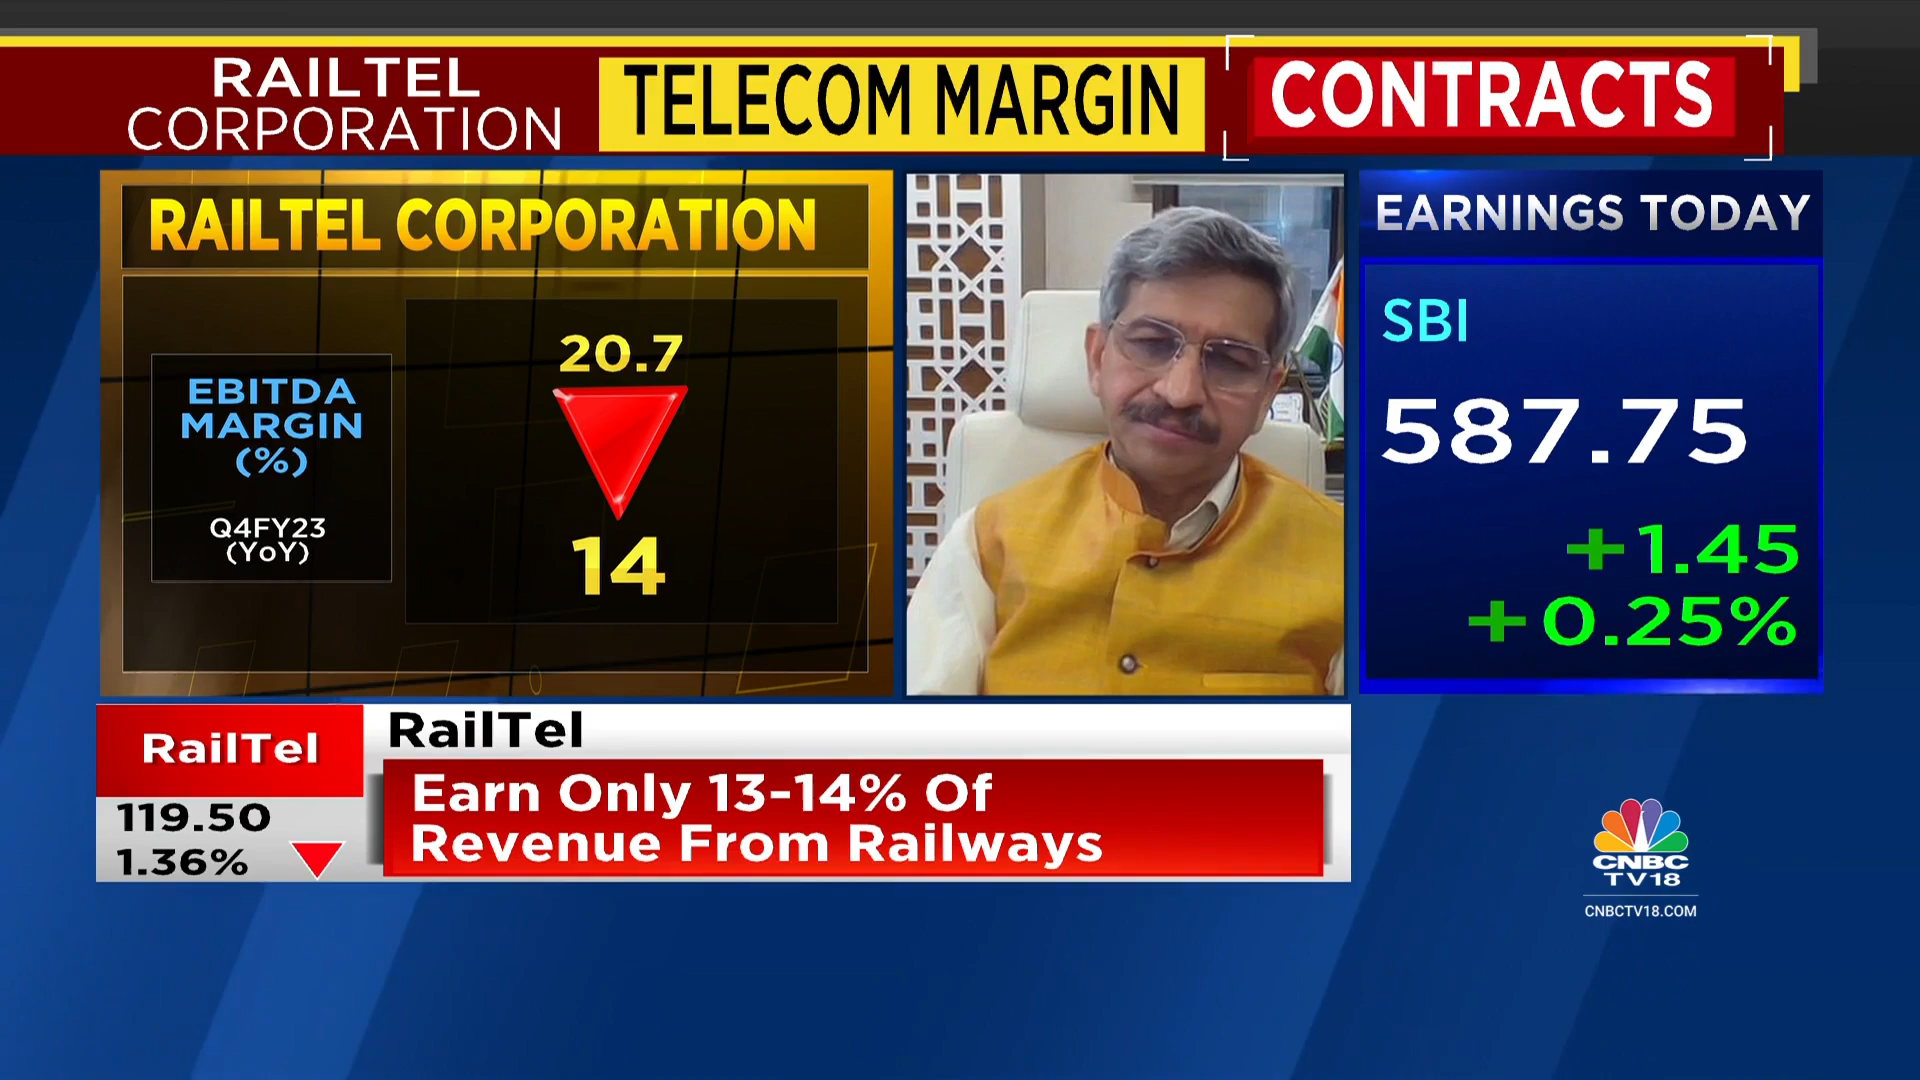 RAILTEL
CORPORATION
TELECOM MARGIN
CONTRACTS
RAILTEL CORPORATION
EBITDA
MARGIN
(%)
Q4FY23
(YoY)
20.7
14
EARNINGS TODAY
SBI
587.75
+1.45
+0.25%
RailTel
119.50
1.36%
RailTel
Earn Only 13-14% Of
Revenue From Railways
CNBC
TV18
CNBCTV18.COM